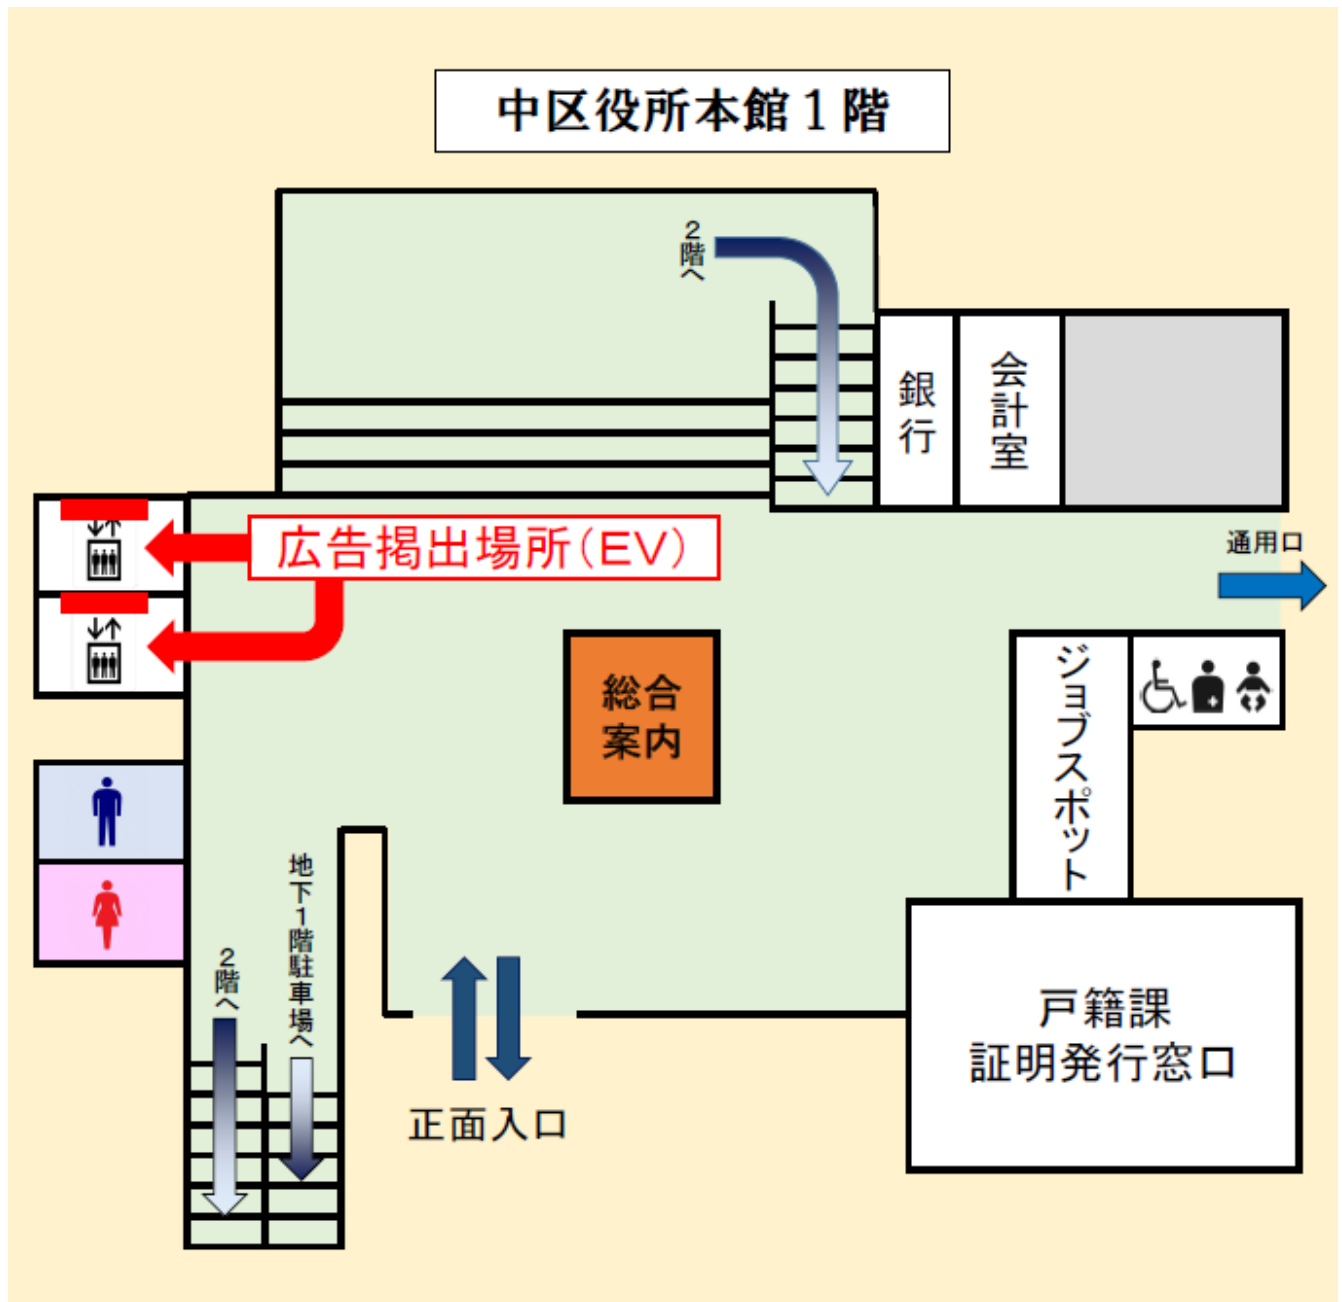 中区役所本館１階
２階へ
銀行
会計室
広告掲出場所（ＥＶ）
通用口
総合
案内
ジョブスポット
地下１階駐車場へ
２階へ
戸籍課
証明発行窓口
正面入口